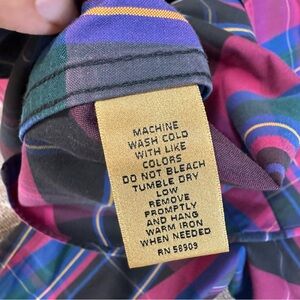 MACHINE
WASH COLD
WITH LIKE
COLORS
DO NOT BLEACH
TUMBLE DRY
LOW
REMOVE
PROMPTLY
AND HANG
WARM IRON
WHEN NEEDED
RN 56909